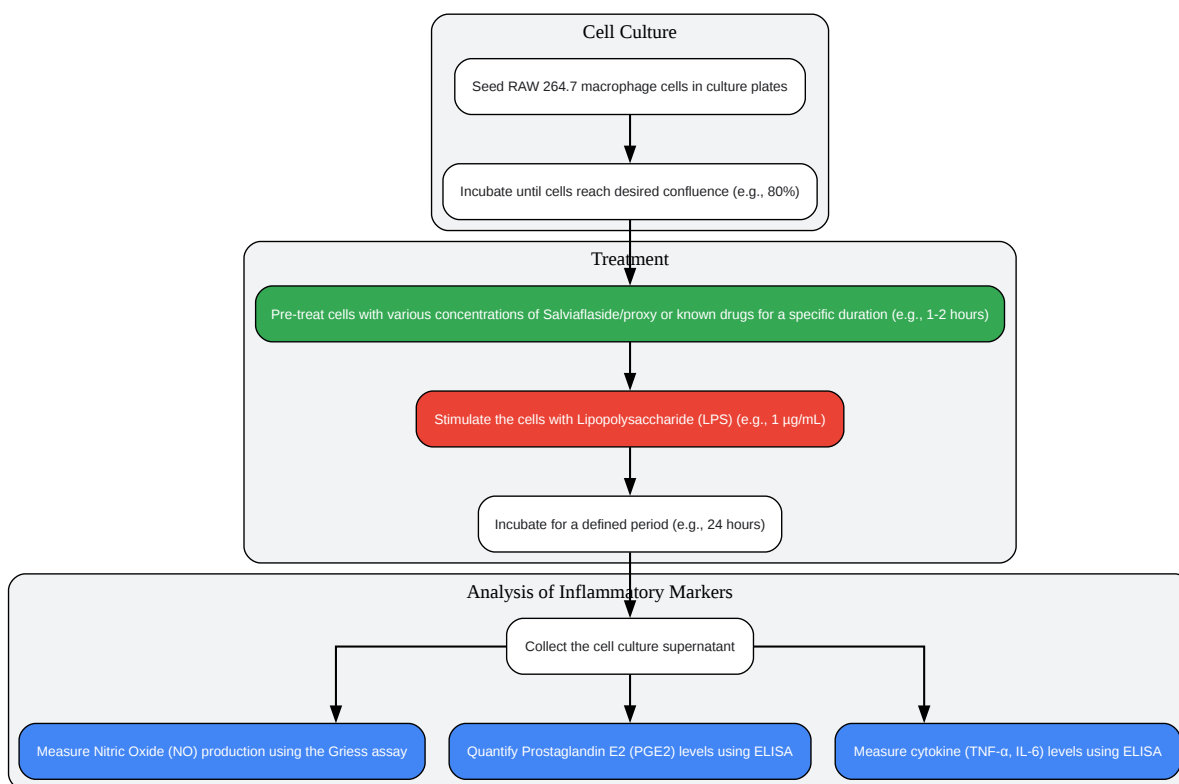 Cell Culture
Seed RAW 264.7 macrophage cells in culture plates
Incubate until cells reach desired confluence (e.g., 80%)
Treatment
Pre-treat cells with various concentrations of Salviaflaside/proxy or known drugs for a specific duration (e.g., 1-2 hours)
Stimulate the cells with Lipopolysaccharide (LPS) (e.g., 1 µg/mL)
Incubate for a defined period (e.g., 24 hours)
Analysis of Inflammatory Markers
Collect the cell culture supernatant
Measure Nitric Oxide (NO) production using the Griess assay
Quantify Prostaglandin E2 (PGE2) levels using ELISA
Measure cytokine (TNF-α, IL-6) levels using ELISA